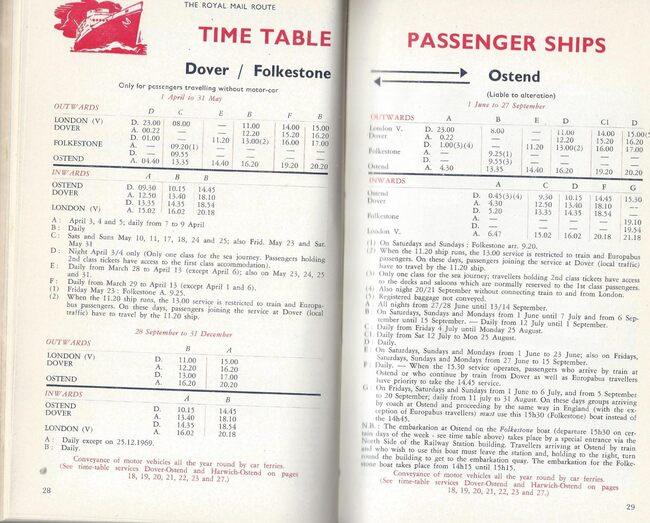 THE ROYAL MAIL ROUTE
TIME TABLE
Dover / Folkestone
Only for passengers travelling without motor-car
1 April to 31 May
OUTWARDS D C E B F B
LONDON (V) D. 23.00 08.00 11.00 14.00 15.00
DOVER A. 00.22 — 12.20 15.20 16.20
D. 01.00 — 11.20 13.00(2) 16.00 17.00
FOLKESTONE A. — 09.20(1) — — — —
D. — 09.55 — — — —
OSTEND A. 04.40 13.35 14.40 16.20 19.20 20.20
INWARDS A B B
OSTEND D. 09.30 10.15 14.45
DOVER A. 12.50 13.40 18.10
D. 13.35 14.35 18.54
LONDON (V) A. 15.02 16.02 20.18
A : April 3, 4 and 5; daily from 7 to 9 April
B : Daily
C : Sats and Suns May 10, 11, 17, 18, 24 and 25; also Frid. May 23 and Sat. May 31
D : Night April 3/4 only (Only one class for the sea journey. Passengers holding
2nd class tickets have access to the first class accommodation).
E : Daily from March 28 to April 13 (except April 6); also on May 23, 24, 25
and 31.
F : Daily from March 29 to April 13 (except April 1 and 6).
(1) Friday May 23 : Folkestone A. 9.25.
(2) When the 11.20 ship runs, the 13.00 service is restricted to train and Europa-
bus passengers. On these days, passengers joining the service at Dover (local
traffic) have to travel by the 11.20 ship.
28 September to 31 December
OUTWARDS B A
LONDON (V) D. 11.00 15.00
DOVER A. 12.20 16.20
D. 13.00 17.00
OSTEND A. 16.20 20.20
INWARDS A B
OSTEND D. 10.15 14.45
DOVER A. 13.40 18.10
D. 14.35 18.54
LONDON (V) A. 16.02 20.18
A : Daily except on 25.12.1969.
B : Daily.
Conveyance of motor vehicles all the year round by car ferries.
(See time-table services Dover-Ostend and Harwich-Ostend on pages
18, 19, 20, 21, 22, 23 and 27.)
28
PASSENGER SHIPS
Ostend
(Liable to alteration)
1 June to 27 September
OUTWARDS A B E D C1 D
London V. D. 23.00 8.00 11.00 14.00 15.00
Dover A. 0.22 — 12.20 15.20 16.20
D. 1.00(3)(4) — 11.20 13.00(2) 16.00 17.00
Folkestone A. — 9.25(1) — — — —
D. — 9.55(3) — — — —
Ostend A. 4.30 13.35 14.40 16.20 19.20 20.20
INWARDS A C D F G
Ostend D. 0.45(3)(4) 9.30 10.15 14.45 15.30
Dover A. 4.30 12.50 13.40 18.10 —
D. 5.20 13.35 14.35 18.54 —
Folkestone A. — — — — 19.10
D. — — — — 19.54
London V. A. 6.47 15.02 16.02 20.18 21.18
(1) On Saturdays and Sundays : Folkestone arr. 9.20.
(2) When the 11.20 ship runs, the 13.00 service is restricted to train and Europabus
passengers. On these days, passengers joining the service at Dover (local traffic)
have to travel by the 11.20 ship.
(3) Only one class for the sea journey; travellers holding 2nd class tickets have access
to the decks and saloons which are normally reserved to the 1st class passengers.
(4) Also night 20/21 September without connecting train to and from London.
(5) Registered baggage not conveyed.
A : All nights from 27/28 June until 13/14 September.
B : On Saturdays, Sundays and Mondays from 1 June until 7 July and from 6 Sep-
tember until 15 September. — Daily from 12 July until 1 September.
C : Daily from Friday 4 July until Monday 25 August.
C1 : Daily from Sat 12 July to Mon 25 August.
D : Daily.
E : On Saturdays, Sundays and Mondays from 1 June to 23 June; also on Fridays,
Saturdays, Sundays and Mondays from 27 June to 15 September.
F : Daily. — When the 15.30 service operates, passengers who arrive by train at
Ostend or who continue by train from Dover as well as Europabus travellers
have priority to take the 14.45 service.
G : On Fridays, Saturdays and Sundays from 1 June to 6 July, and from 5 September
to 20 September; daily from 11 july to 31 August. On these days groups arriving
by coach at Ostend and proceeding by the same way in England (with the ex-
ception of Europabus travellers) must use this 15h30 (Folkestone) boat instead of
the 14h45.
N.B. : The embarkation at Ostend on the Folkestone boat (departure 15h30 on cer-
tain days of the week - see time table above) takes place by a special entrance via the
North Side of the Railway Station building. Travellers arriving at Ostend by train
and who wish to use this boat must leave the station and, holding to the right, turn
round the building to get to the embarkation quay. The embarkation for the Folke-
stone boat takes place from 14h15 until 15h15.
Conveyance of motor vehicles all the year round by car ferries.
(See time-table services Dover-Ostend and Harwich-Ostend on pages
18, 19, 20, 21, 22, 23 and 27.)
29